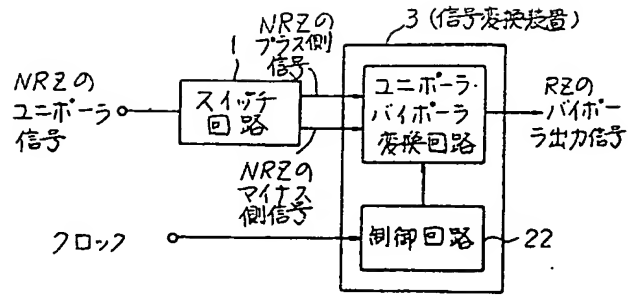 3 (信号変換装置)
NRZの
プラス側
信号
1
NRZの
ユニポーラ
信号
スイッチ
回路
ユニポーラ・
バイポーラ
変換回路
RZの
バイポー
ラ出力信号
NRZの
マイナス
側信号
クロック
制御回路
22